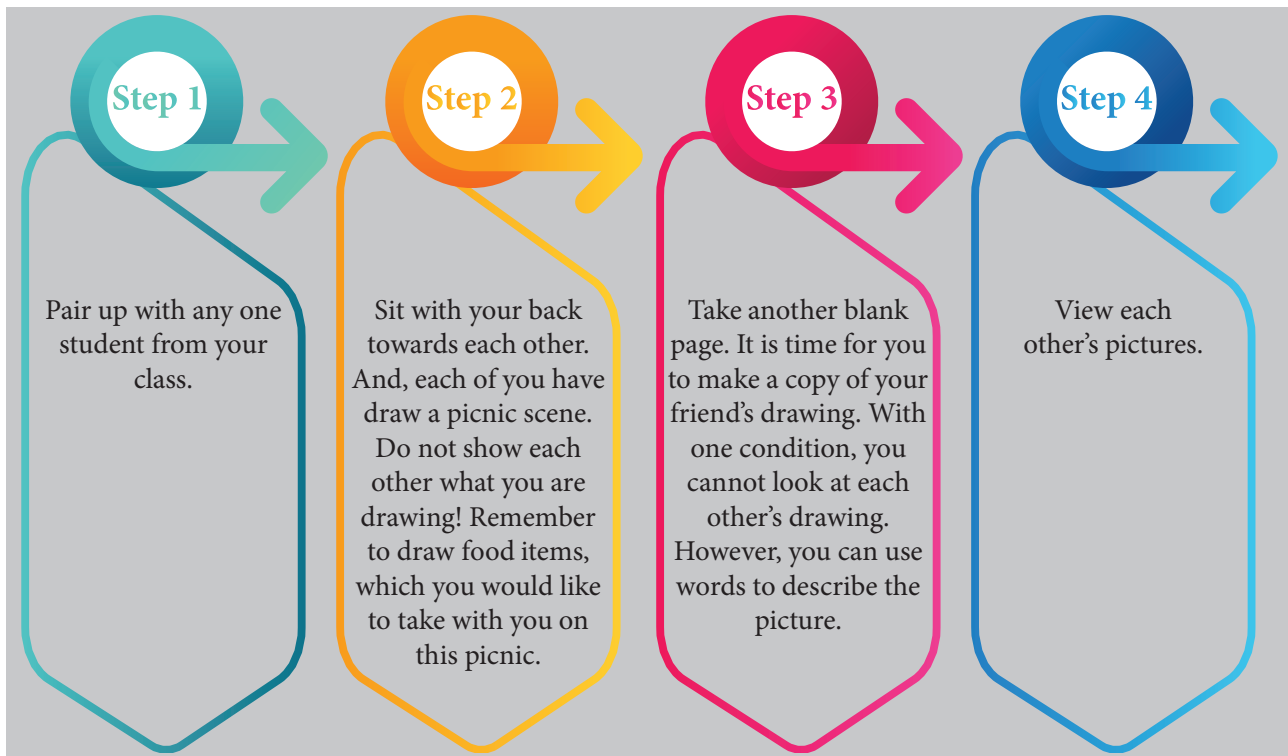 Step 1
Pair up with any one
student from your
class.
Step 2
Sit with your back
towards each other.
And, each of you have
draw a picnic scene.
Do not show each
other what you are
drawing! Remember
to draw food items,
which you would like
to take with you on
this picnic.
Step 3
Take another blank
page. It is time for you
to make a copy of your
friend’s drawing. With
one condition, you
cannot look at each
other’s drawing.
However, you can use
words to describe the
picture.
Step 4
View each
other’s pictures.